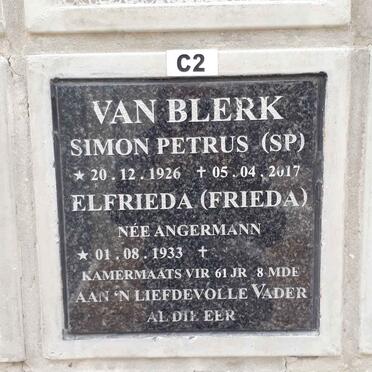 C2
VAN BLERK
SIMON PETRUS (SP)
★ 20 . 12 . 1926 ✝ 05 . 04 . 2017
ELFRIEDA (FRIEDA)
NÉE ANGERMANN
★ 01 . 08 . 1933 ✝
KAMERMAATS VIR 61 JR 8 MDE
AAN 'N LIEFDEVOLLE VADER
AL DIE EER